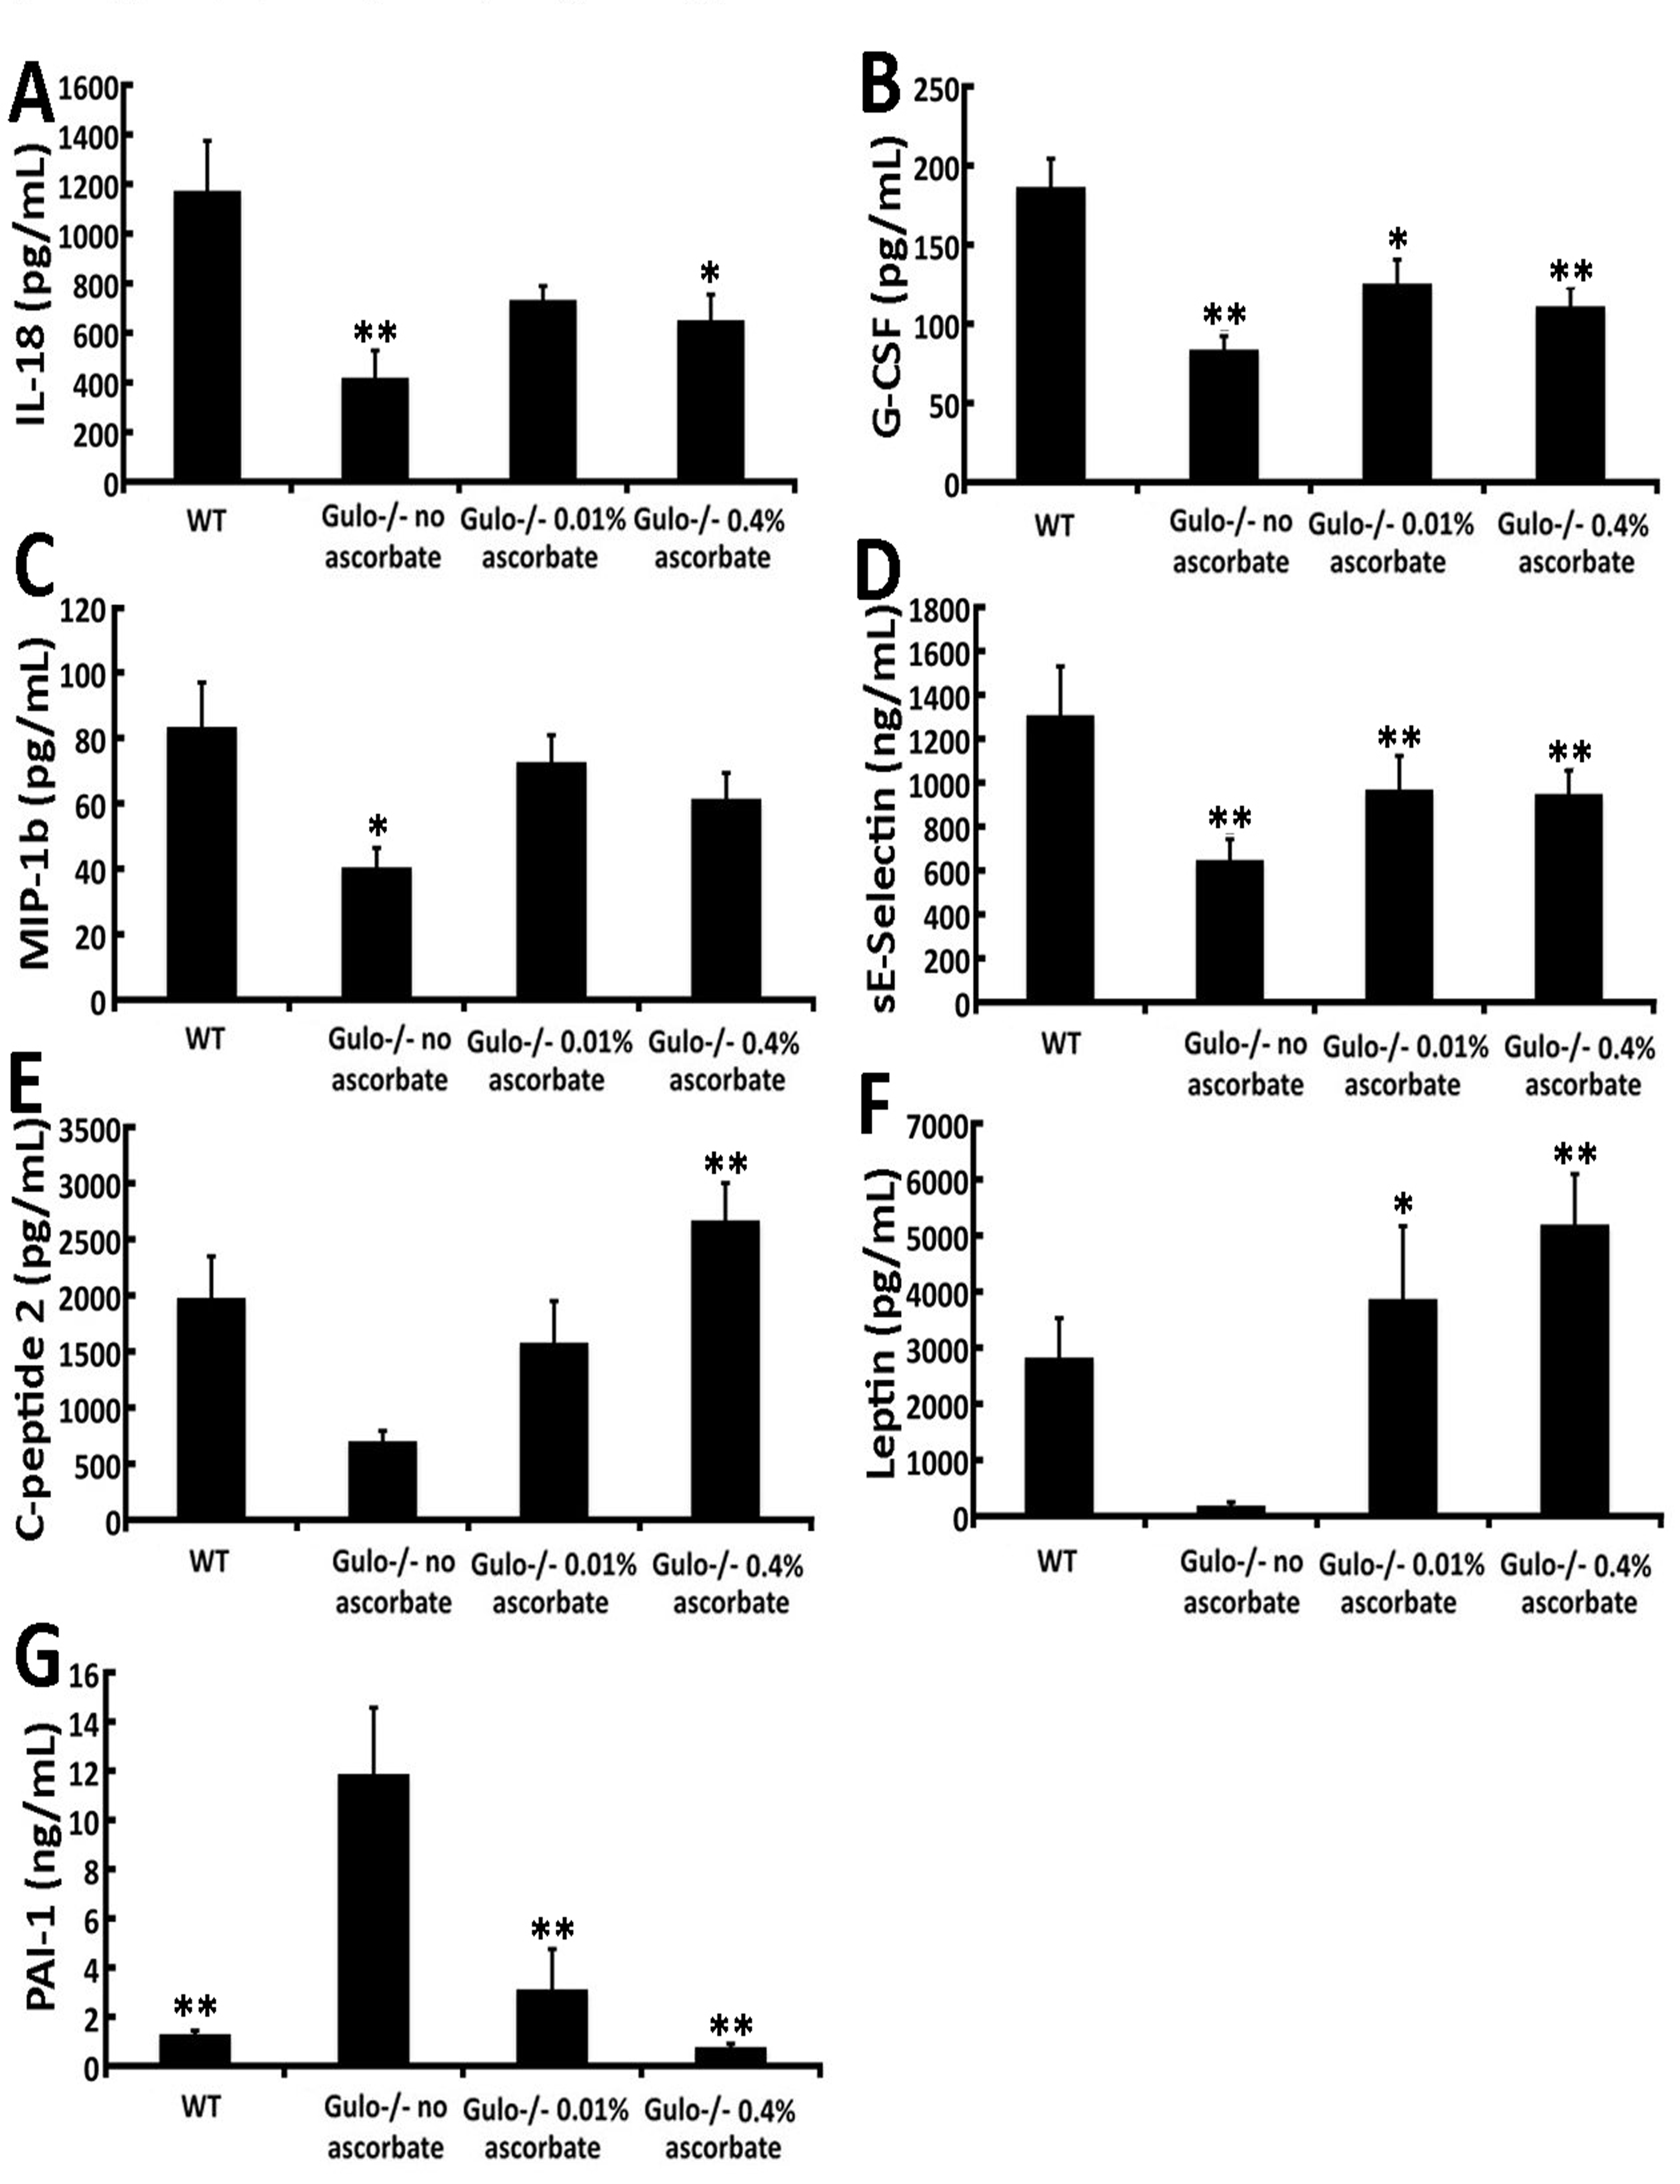 A
IL-18 (pg/mL)
1600
1400
1200
1000
800
600
400
200
0
**
*
WT
Gulo-/- no Gulo-/- 0.01% Gulo-/- 0.4%
ascorbate ascorbate ascorbate
B
G-CSF (pg/mL)
250
200
150
100
50
0
**
*
**
WT
Gulo-/- no Gulo-/- 0.01% Gulo-/- 0.4%
ascorbate ascorbate ascorbate
C
MIP-1b (pg/mL)
120
100
80
60
40
20
0
*
WT
Gulo-/- no Gulo-/- 0.01% Gulo-/- 0.4%
ascorbate ascorbate ascorbate
D
sE-Selectin (ng/mL)
1800
1600
1400
1200
1000
800
600
400
200
0
**
**
**
WT
Gulo-/- no Gulo-/- 0.01% Gulo-/- 0.4%
ascorbate ascorbate ascorbate
E
C-peptide 2 (pg/mL)
3500
3000
2500
2000
1500
1000
500
0
**
WT
Gulo-/- no Gulo-/- 0.01% Gulo-/- 0.4%
ascorbate ascorbate ascorbate
F
Leptin (pg/mL)
7000
6000
5000
4000
3000
2000
1000
0
*
**
WT
Gulo-/- no Gulo-/- 0.01% Gulo-/- 0.4%
ascorbate ascorbate ascorbate
G
PAI-1 (ng/mL)
16
14
12
10
8
6
4
2
0
**
**
**
WT
Gulo-/- no Gulo-/- 0.01% Gulo-/- 0.4%
ascorbate ascorbate ascorbate